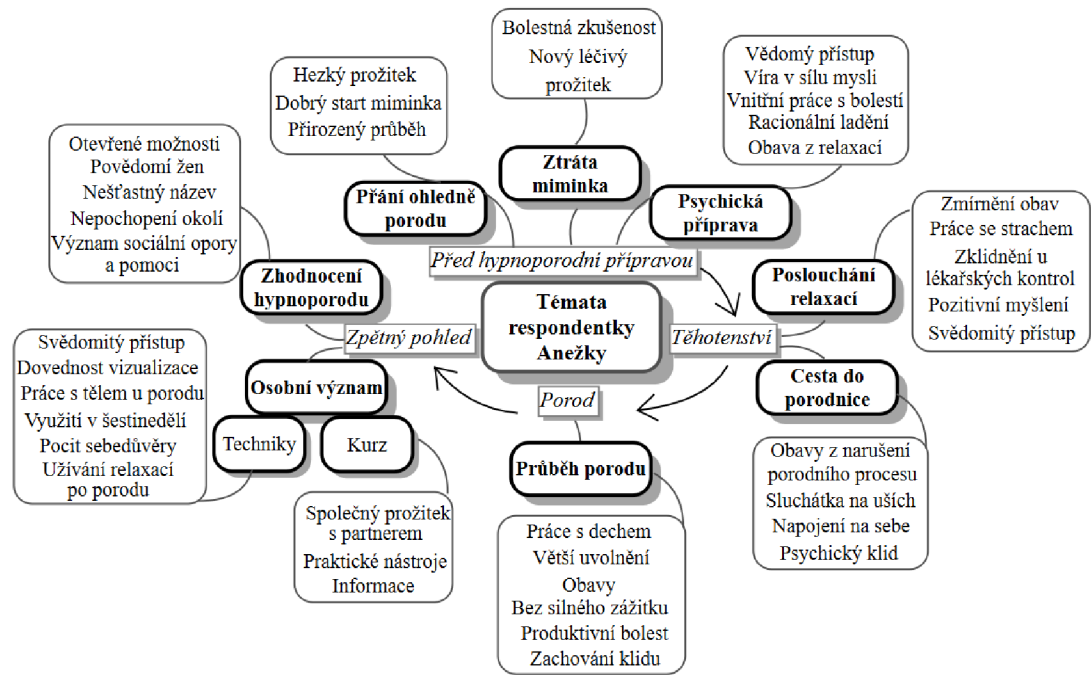 Bolestná zkušenost
Nový léčivý
prožitek
Hezký prožitek
Dobrý start miminka
Přirozený průběh
Vědomý přístup
Víra v sílu mysli
Vnitřní práce s bolestí
Racionální ladění
Obava z relaxací
Otevřené možnosti
Povědomí žen
Nešťastný název
Nepochopení okolí
Význam sociální opory
a pomoci
Ztráta
miminka
Přání ohledně
porodu
Psychická
příprava
Zmírnění obav
Práce se strachem
Zklidnění u
lékařských kontrol
Pozitivní myšlení
Svědomitý přístup
Před hypnoporodní přípravou
Zhodnocení
hypnoporodu
Poslouchání
relaxací
Témata
respondentky
Anežky
Zpětný pohled
Těhotenství
Svědomitý přístup
Dovednost vizualizace
Práce s tělem u porodu
Využití v šestinedělí
Pocit sebedůvěry
Užívání relaxací
po porodu
Osobní význam
Porod
Cesta do
porodnice
Techniky
Kurz
Průběh porodu
Obavy z narušení
porodního procesu
Sluchátka na uších
Napojení na sebe
Psychický klid
Společný prožitek
s partnerem
Praktické nástroje
Informace
Práce s dechem
Větší uvolnění
Obavy
Bez silného zážitku
Produktivní bolest
Zachování klidu